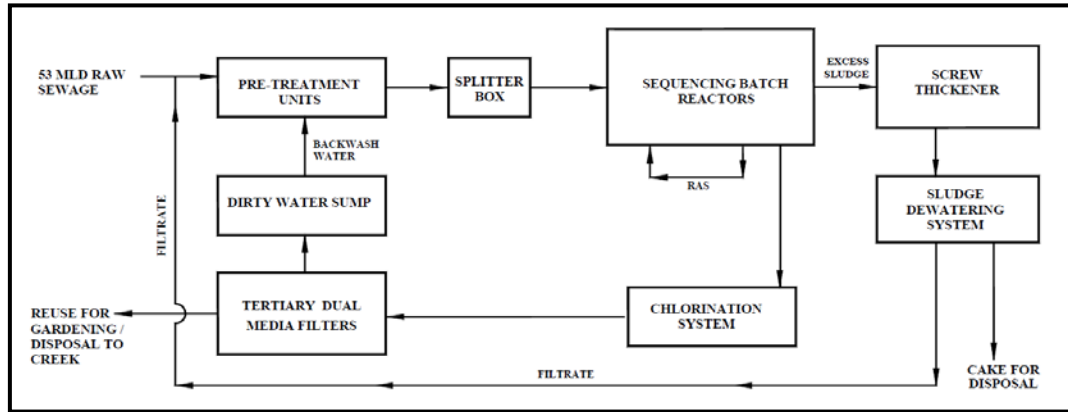 53 MLD RAW
SEWAGE
PRE-TREATMENT
UNITS
SPLITTER
BOX
SEQUENCING BATCH
REACTORS
EXCESS
SLUDGE
SCREW
THICKENER
BACKWASH
WATER
RAS
DIRTY WATER SUMP
SLUDGE
DEWATERING
SYSTEM
FILTRATE
REUSE FOR
GARDENING /
DISPOSAL TO
CREEK
TERTIARY DUAL
MEDIA FILTERS
CHLORINATION
SYSTEM
FILTRATE
CAKE FOR
DISPOSAL